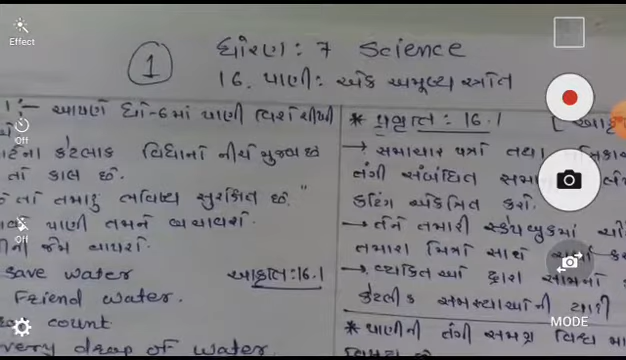 Effect
Off
Off
MODE
1
ધોરણ : 7 Science
16. પાણી : એક અમૂલ્ય સ્ત્રોત
આપણે ધો-6માં પાણી વિશે શીખી
કેટલાક વિધાનો નીચે મુજબ છે
તો કાલ છે.
તો તમારું ભવિષ્ય સુરક્ષિત છે."
પાણી તમને બચાવશે.
જેમ વાપરો.
save water આકૃતિ:16.1
Friend water.
count
every drop of water.
* પ્રવૃત્તિ : 16.1
→ સમાચાર પત્રો તથા
તંગી સંબંધિત
કટિંગ એકત્રિત કરો.
→ તેને તમારી સ્ક્રેપબુકમાં
તમારા મિત્રો સાથે ચર્ચા
→ વ્યક્તિઓ દ્વારા સામનો
કેટલીક સમસ્યાઓની યાદી
* પાણીની તંગી સમગ્ર વિશ્વ